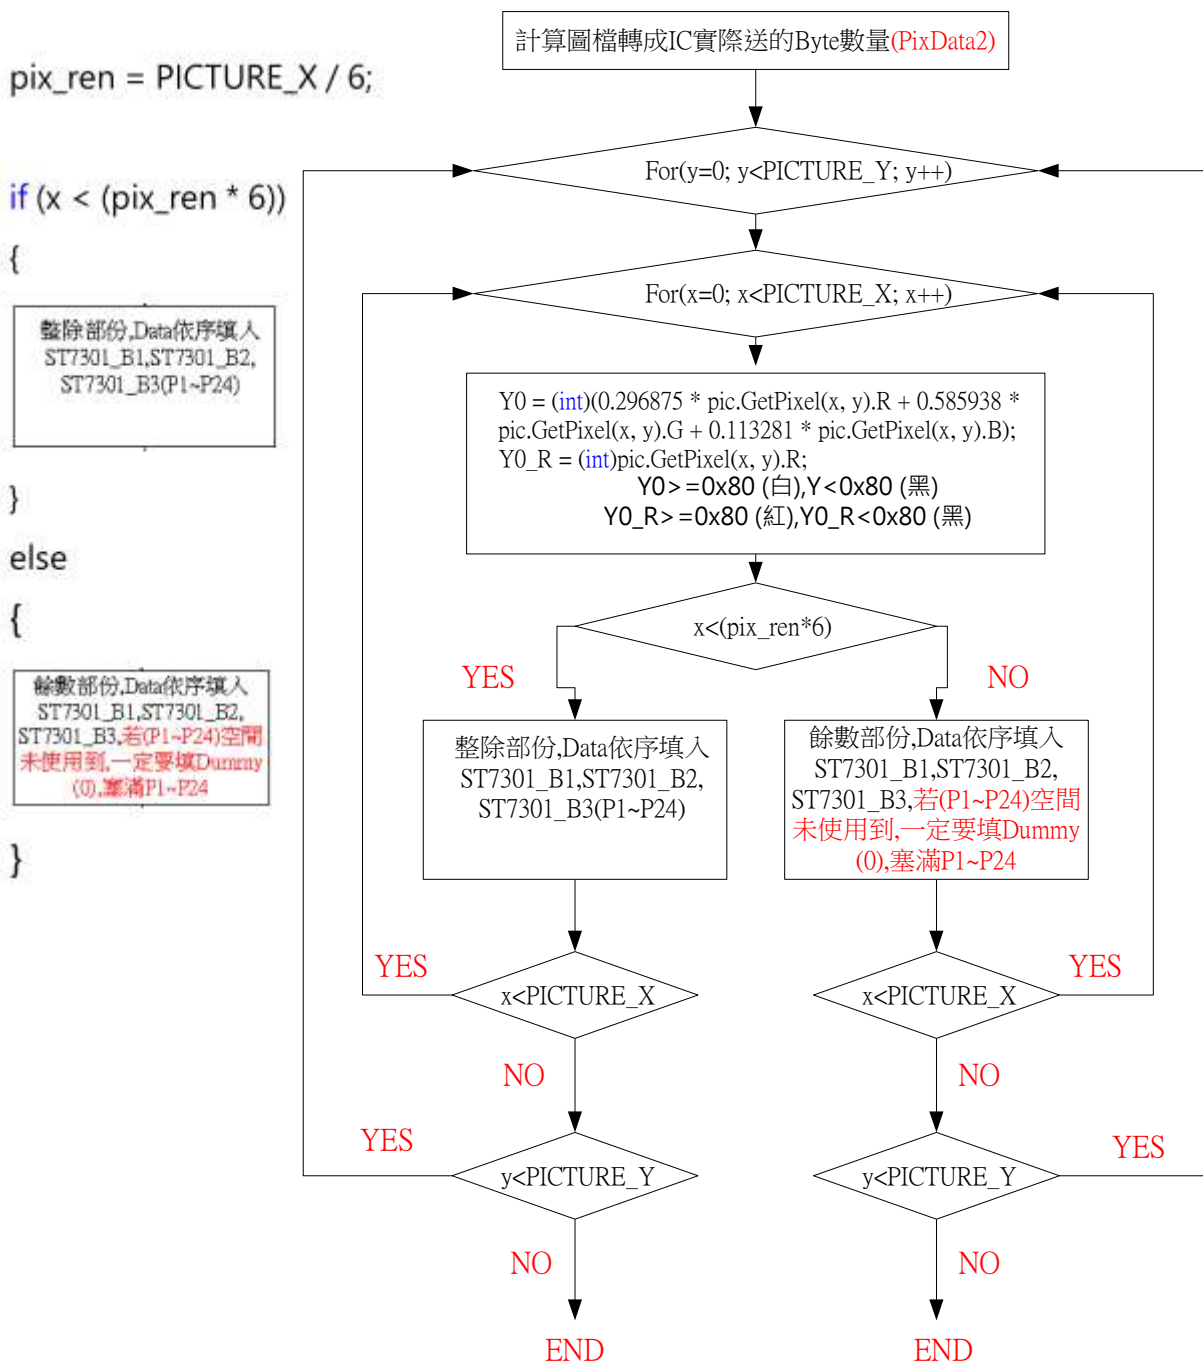 pix_ren = PICTURE_X / 6;
if (x < (pix_ren * 6))
{
整除部份,Data依序填入
ST7301_B1,ST7301_B2,
ST7301_B3(P1~P24)
}
else
{
餘數部份,Data依序填入
ST7301_B1,ST7301_B2,
ST7301_B3,若(P1~P24)空間
未使用到,一定要填Dummy
(0),塞滿P1~P24
}
計算圖檔轉成IC實際送的Byte數量(PixData2)
For(y=0; y<PICTURE_Y; y++)
For(x=0; x<PICTURE_X; x++)
Y0 = (int)(0.296875 * pic.GetPixel(x, y).R + 0.585938 *
pic.GetPixel(x, y).G + 0.113281 * pic.GetPixel(x, y).B);
Y0_R = (int)pic.GetPixel(x, y).R;
Y0>=0x80 (白),Y<0x80 (黑)
Y0_R>=0x80 (紅),Y0_R<0x80 (黑)
x<(pix_ren*6)
YES
NO
整除部份,Data依序填入
ST7301_B1,ST7301_B2,
ST7301_B3(P1~P24)
餘數部份,Data依序填入
ST7301_B1,ST7301_B2,
ST7301_B3,若(P1~P24)空間
未使用到,一定要填Dummy
(0),塞滿P1~P24
YES
x<PICTURE_X
x<PICTURE_X
YES
NO
NO
YES
y<PICTURE_Y
y<PICTURE_Y
YES
NO
NO
END
END